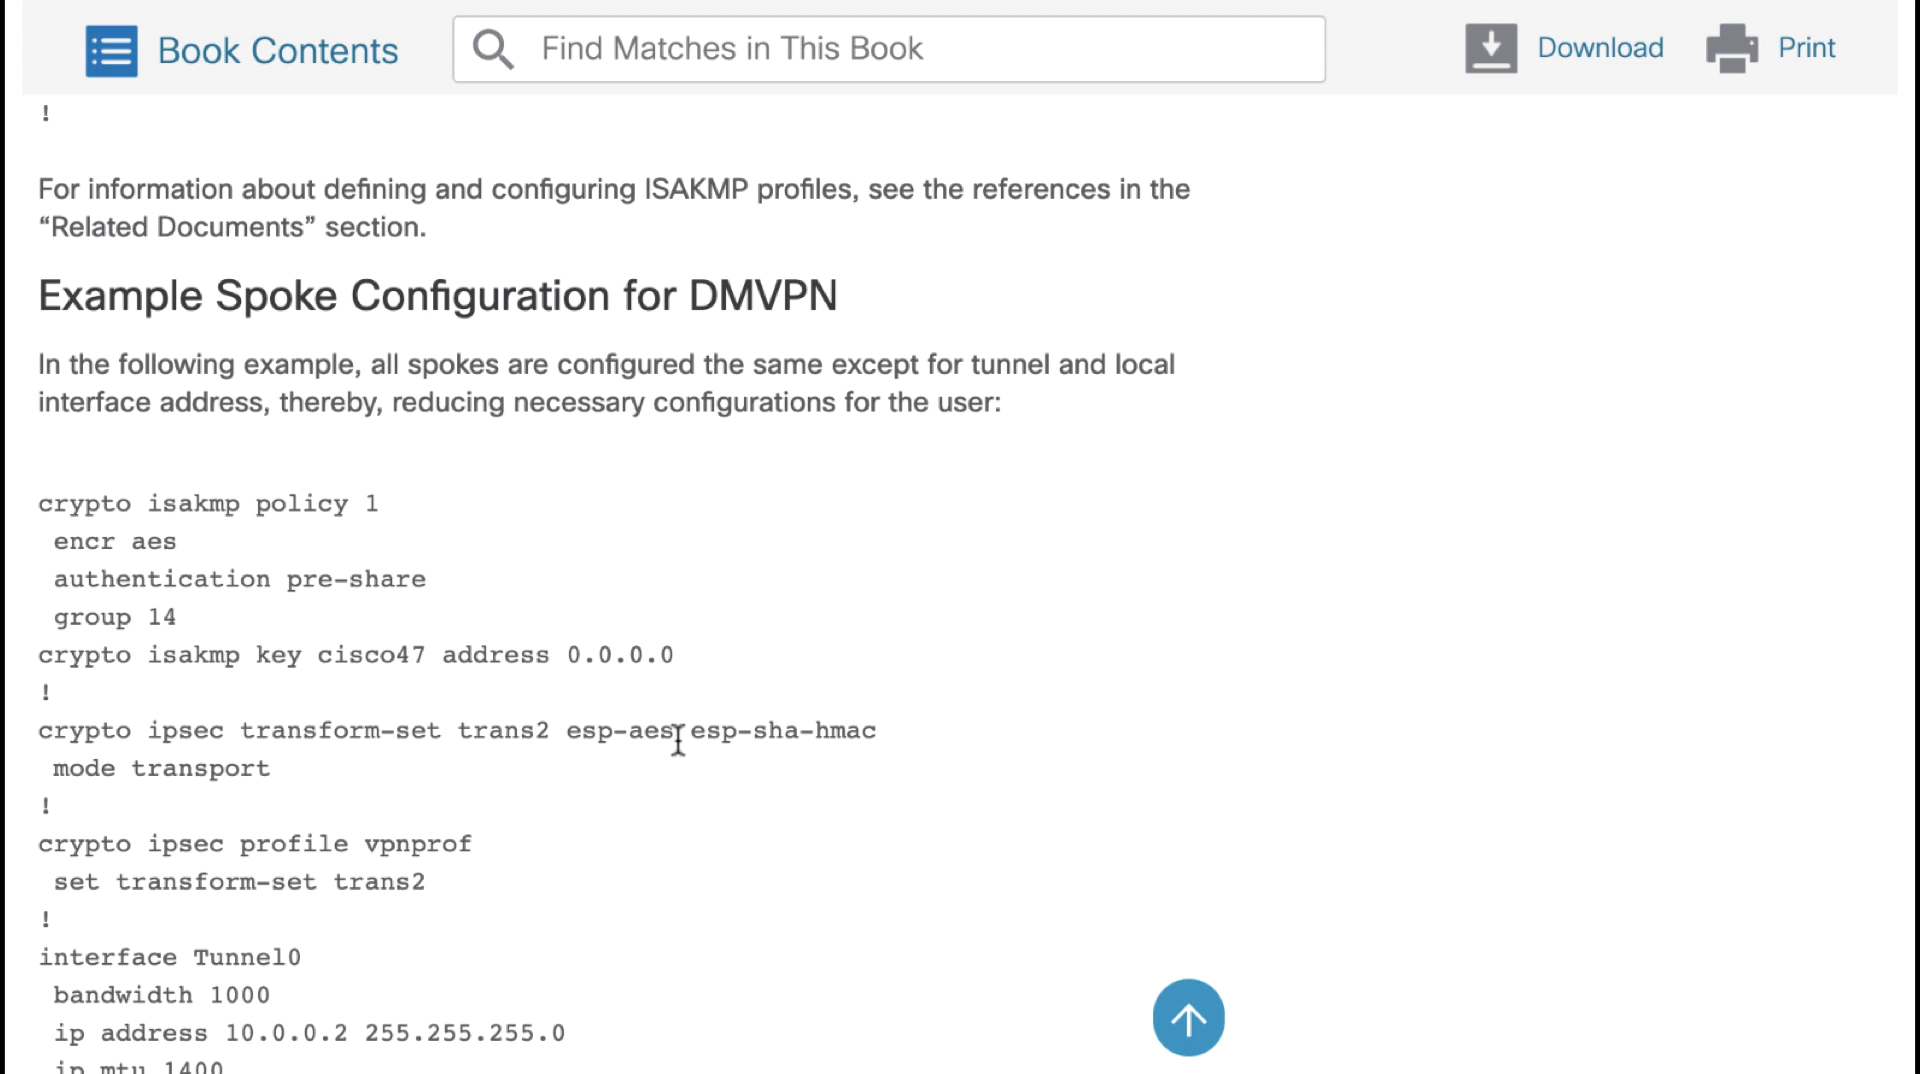 Book Contents
Find Matches in This Book
Download
Print
!
For information about defining and configuring ISAKMP profiles, see the references in the
“Related Documents” section.
Example Spoke Configuration for DMVPN
In the following example, all spokes are configured the same except for tunnel and local
interface address, thereby, reducing necessary configurations for the user:
crypto isakmp policy 1
encr aes
authentication pre-share
group 14
crypto isakmp key cisco47 address 0.0.0.0
!
crypto ipsec transform-set trans2 esp-aes esp-sha-hmac
mode transport
!
crypto ipsec profile vpnprof
set transform-set trans2
!
interface Tunnel0
bandwidth 1000
ip address 10.0.0.2 255.255.255.0
ip mtu 1400